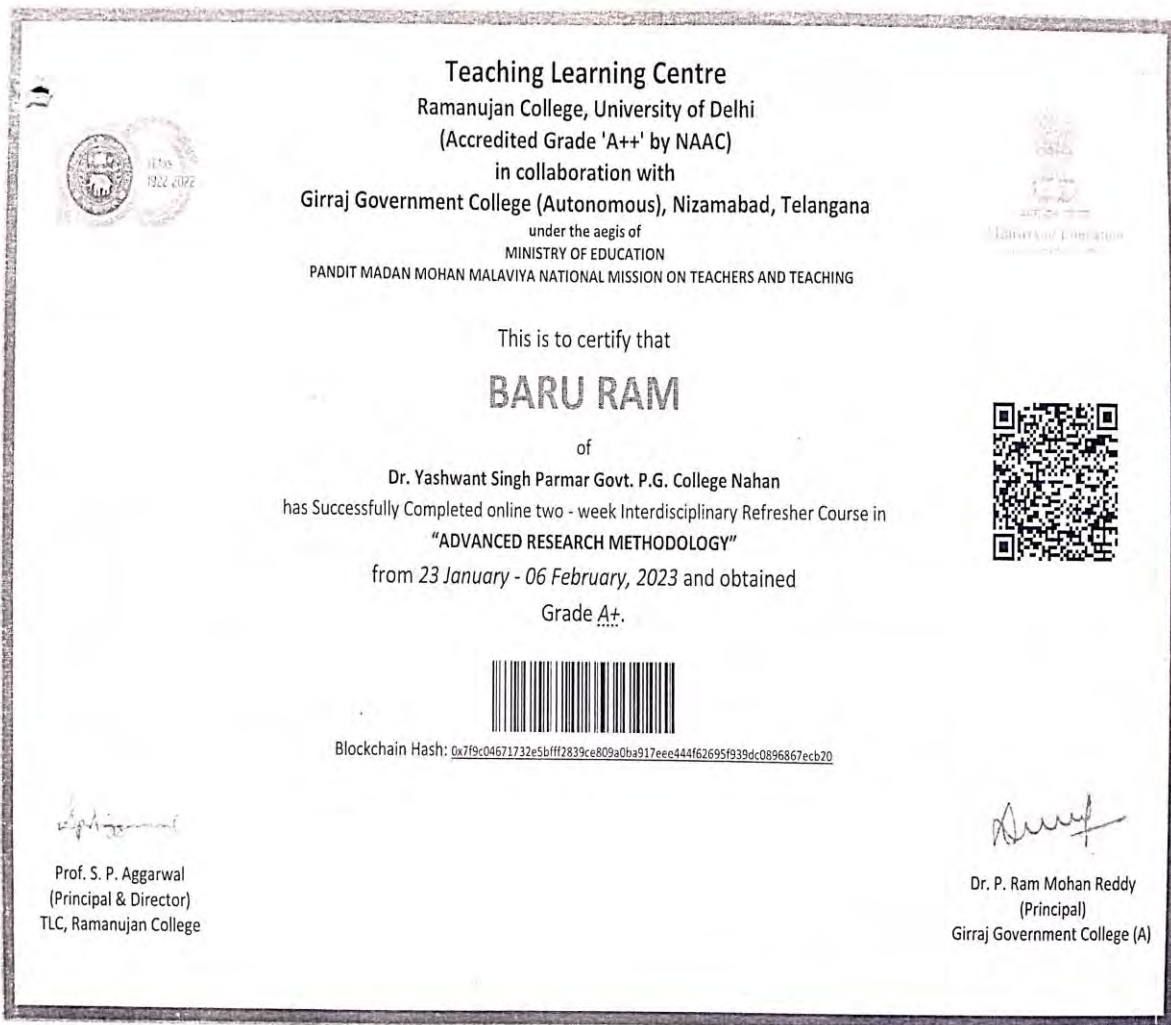 Teaching Learning Centre
Ramanujan College, University of Delhi
(Accredited Grade 'A++' by NAAC)
in collaboration with
Girraj Government College (Autonomous), Nizamabad, Telangana
under the aegis of
MINISTRY OF EDUCATION
PANDIT MADAN MOHAN MALAVIYA NATIONAL MISSION ON TEACHERS AND TEACHING
1922 2022
This is to certify that
BARU RAM
of
Dr. Yashwant Singh Parmar Govt. P.G. College Nahan
has Successfully Completed online two - week Interdisciplinary Refresher Course in
"ADVANCED RESEARCH METHODOLOGY"
from 23 January - 06 February, 2023 and obtained
Grade A+.
Blockchain Hash: 0x7f9c04671732e5bfff2839ce809a0ba917eee444f62695f939dc0896867ecb20
Prof. S. P. Aggarwal
(Principal & Director)
TLC, Ramanujan College
Dr. P. Ram Mohan Reddy
(Principal)
Girraj Government College (A)